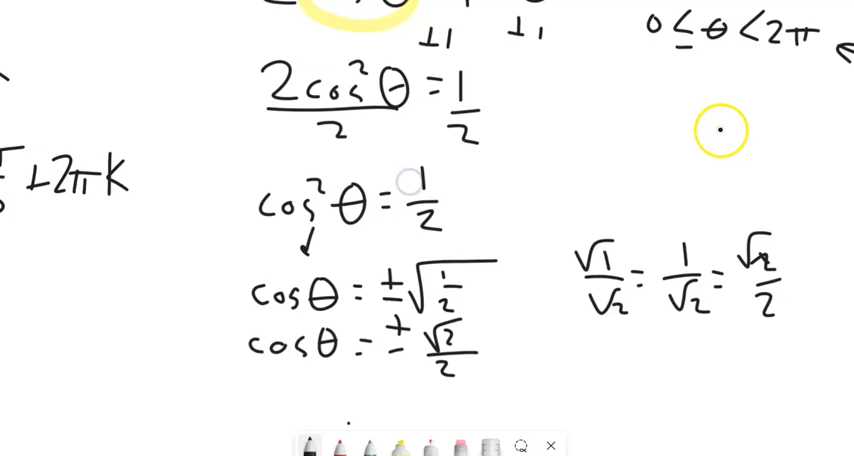 +1 +1
0 ≤ θ < 2π
2cos²θ = 1
2 2
+2πk
cos²θ = 1/2
cosθ = ±√(1/2)
√1/√2 = 1/√2 = √2/2
cosθ = ±√2/2